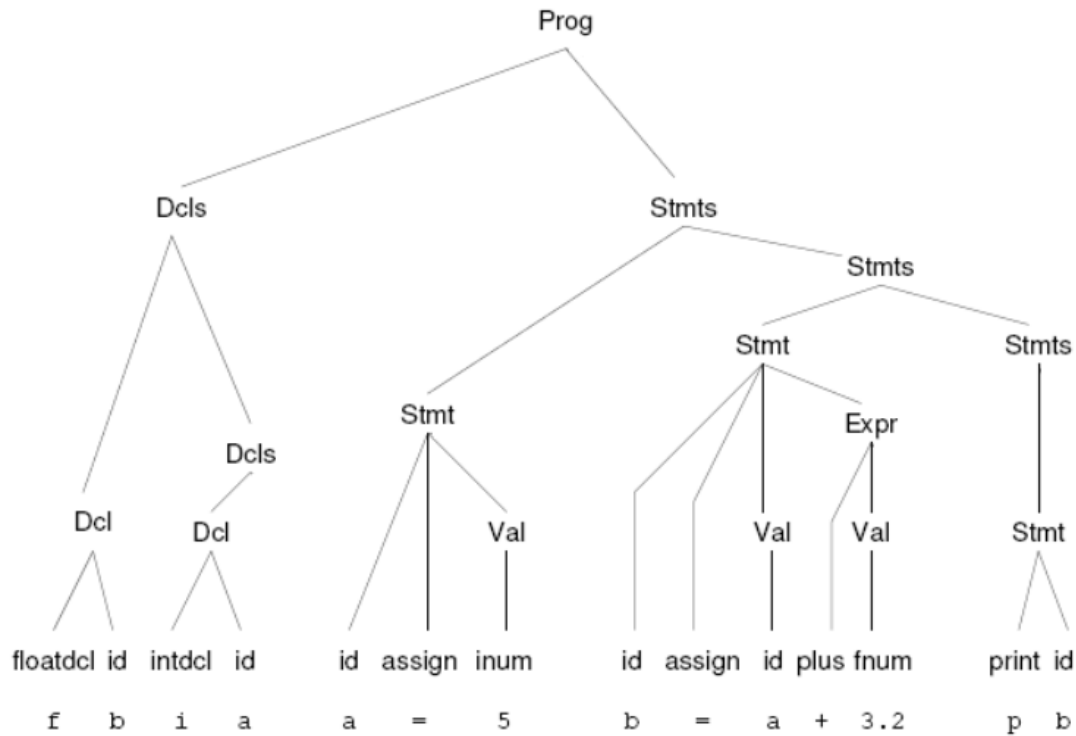 Prog
Dcls Stmts
Stmts
Stmt Stmts
Stmt Expr
Dcls
Dcl Dcl Val Val Val Stmt
floatdcl id intdcl id id assign inum id assign id plus fnum print id
f b i a a = 5 b = a + 3.2 p b